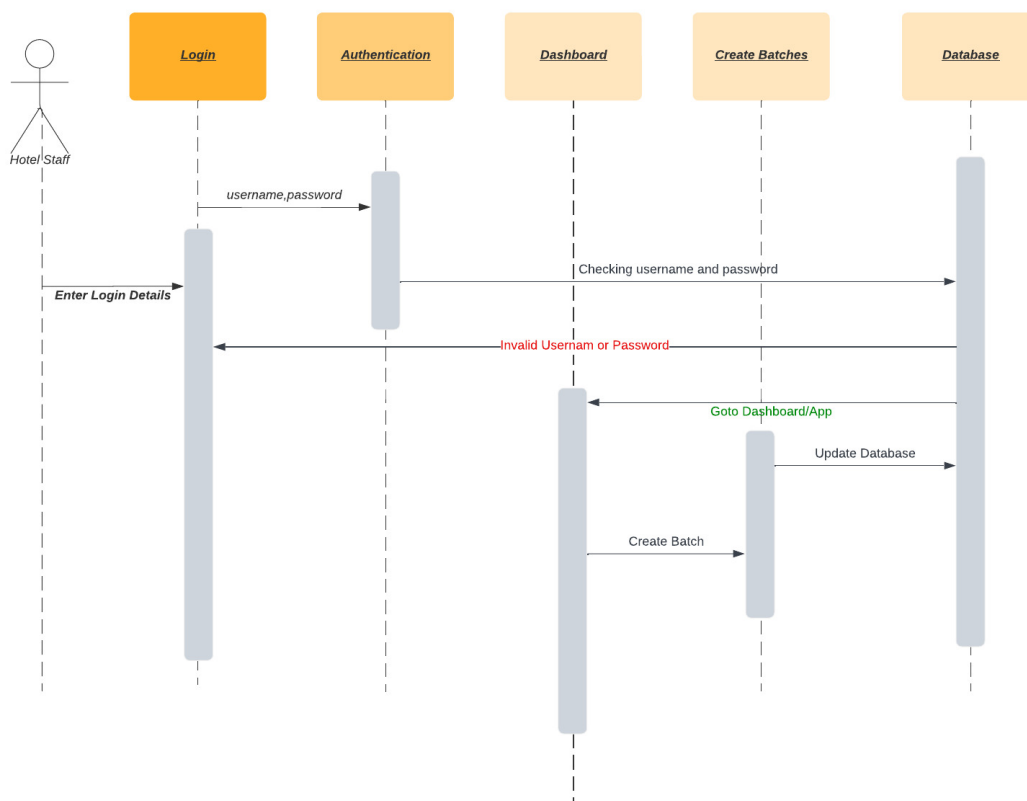 Login
Authentication
Dashboard
Create Batches
Database
Hotel Staff
username,password
Checking username and password
Enter Login Details
Invalid Usernam or Password
Goto Dashboard/App
Update Database
Create Batch